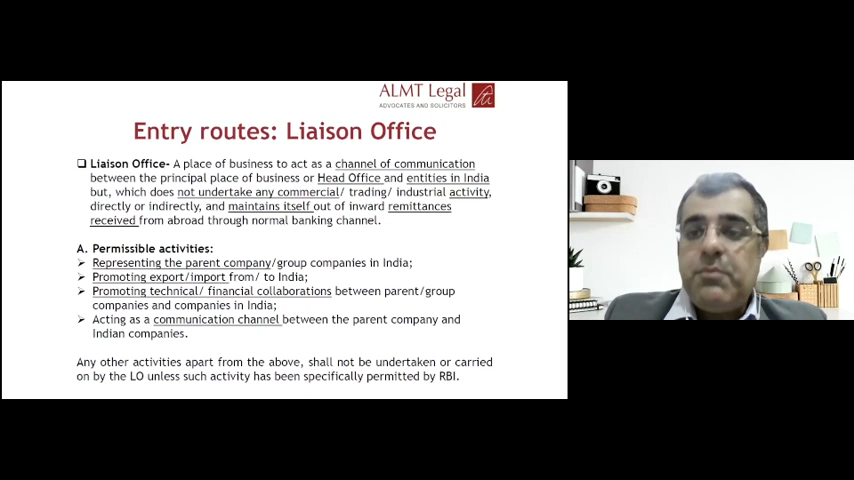 ALMT Legal
ADVOCATES AND SOLICITORS
Entry routes: Liaison Office
❑ Liaison Office- A place of business to act as a channel of communication
between the principal place of business or Head Office and entities in India
but, which does not undertake any commercial/ trading/ industrial activity,
directly or indirectly, and maintains itself out of inward remittances
received from abroad through normal banking channel.
A. Permissible activities:
➢ Representing the parent company/group companies in India;
➢ Promoting export/import from/ to India;
➢ Promoting technical/ financial collaborations between parent/group
companies and companies in India;
➢ Acting as a communication channel between the parent company and
Indian companies.
Any other activities apart from the above, shall not be undertaken or carried
on by the LO unless such activity has been specifically permitted by RBI.